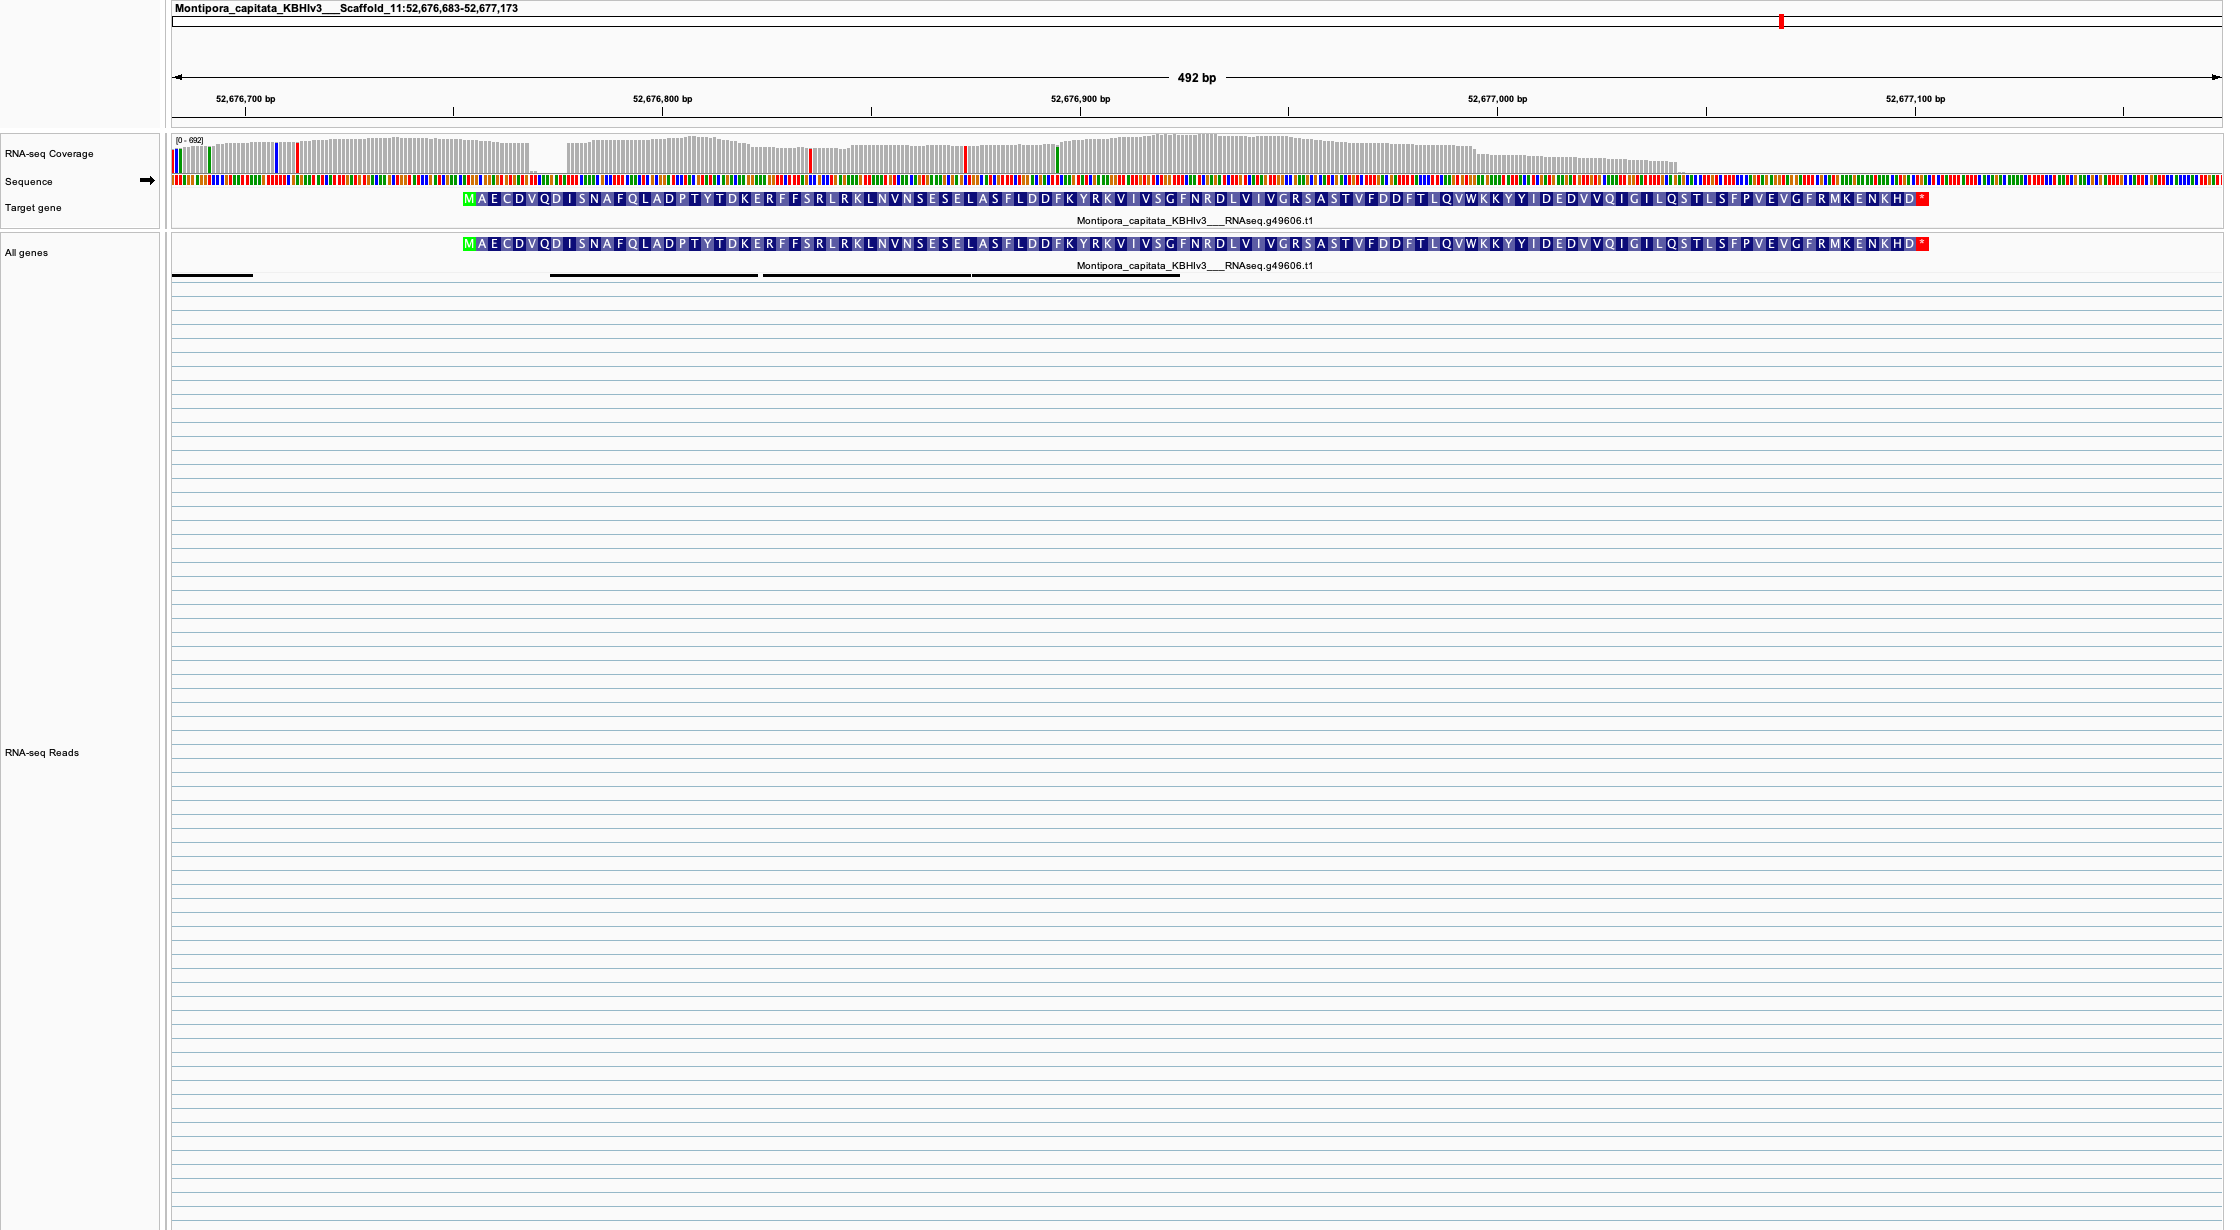 Montipora_capitata_KBHIv3___Scaffold_11:52,676,683-52,677,173
492 bp
52,676,700 bp
52,676,800 bp
52,676,900 bp
52,677,000 bp
52,677,100 bp
[0 - 692]
RNA-seq Coverage
Sequence
Target gene
MAECDVQDISNAFQLADPTYTDKERFFSRLRKLNVNSESELASFLDDFKYRKVIVSGFNRDLVIVGRSASTVFDDFTLQVWKKYYIDEDVVQIGILQSTLSFPVEVGFRMKENKHD*
Montipora_capitata_KBHIv3___RNAseq.g49606.t1
All genes
MAECDVQDISNAFQLADPTYTDKERFFSRLRKLNVNSESELASFLDDFKYRKVIVSGFNRDLVIVGRSASTVFDDFTLQVWKKYYIDEDVVQIGILQSTLSFPVEVGFRMKENKHD*
Montipora_capitata_KBHIv3___RNAseq.g49606.t1
RNA-seq Reads